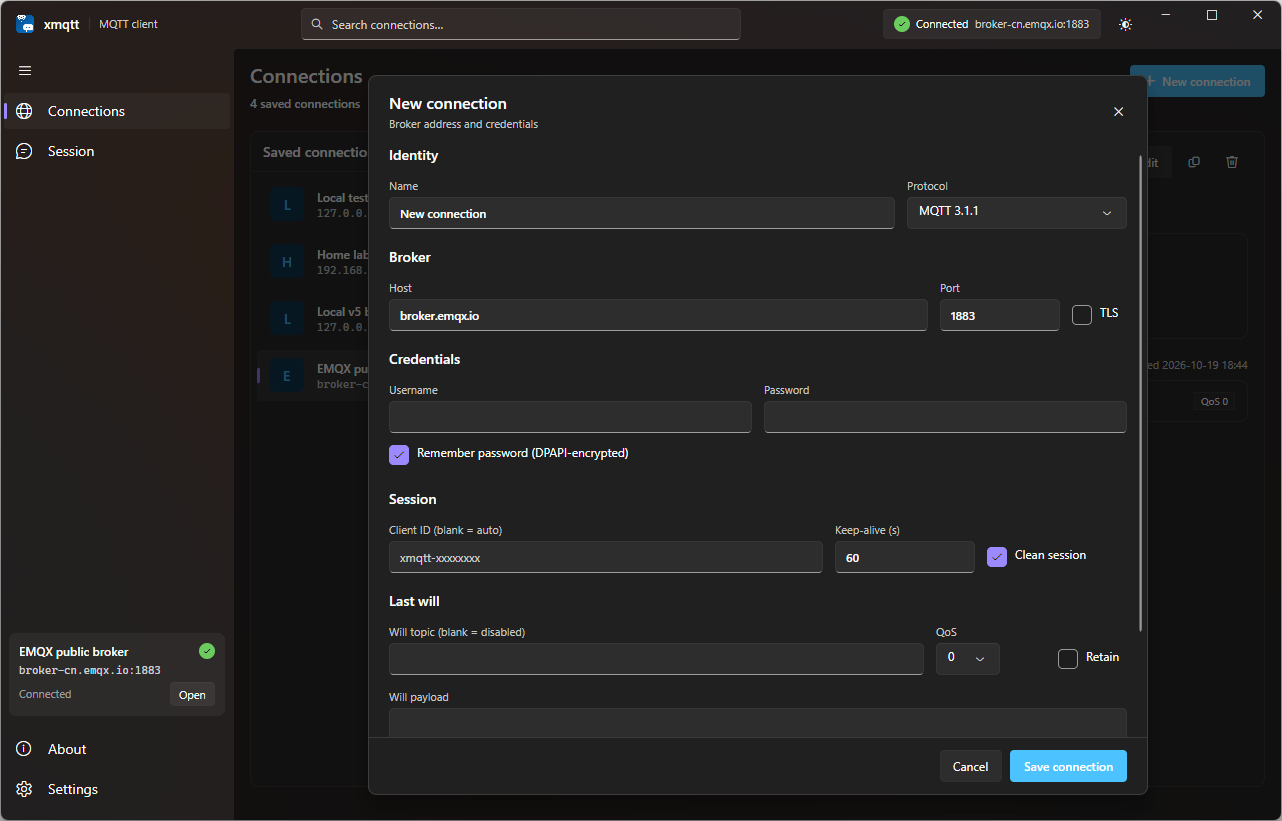 xmqtt
MQTT client
Search connections...
Connected broker-cn.emqx.io:1883
Connections
Session
Connections
4 saved connections
New connection
L
Local test
127.0.0.
H
Home lab
192.168.
L
Local v5
127.0.0.
E
EMQX
broker-
2026-10-19 18:44
QoS 0
New connection
Broker address and credentials
Identity
Name
Protocol
New connection
MQTT 3.1.1
Broker
Host
Port
broker.emqx.io
1883
TLS
Credentials
Username
Password
Remember password (DPAPI-encrypted)
Session
Client ID (blank = auto)
Keep-alive (s)
xmqtt-xxxxxxxx
60
Clean session
Last will
Will topic (blank = disabled)
QoS
0
Retain
Will payload
Cancel
Save connection
EMQX public broker
broker-cn.emqx.io:1883
Connected
Open
About
Settings